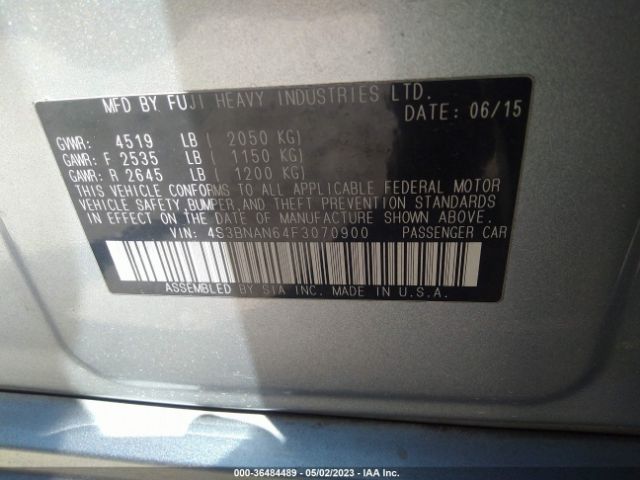 MFD BY FUJI HEAVY INDUSTRIES LTD.
DATE: 06/15
GVWR: 4519 LB ( 2050 KG)
GAWR: F 2535 LB ( 1150 KG)
GAWR: R 2645 LB ( 1200 KG)
THIS VEHICLE CONFORMS TO ALL APPLICABLE FEDERAL MOTOR
VEHICLE SAFETY,BUMPER,AND THEFT PREVENTION STANDARDS
IN EFFECT ON THE DATE OF MANUFACTURE SHOWN ABOVE.
VIN: 4S3BNAN64F3070900 PASSENGER CAR
ASSEMBLED BY SIA INC. MADE IN U.S.A.
000-36484489 - 05/02/2023 - IAA Inc.